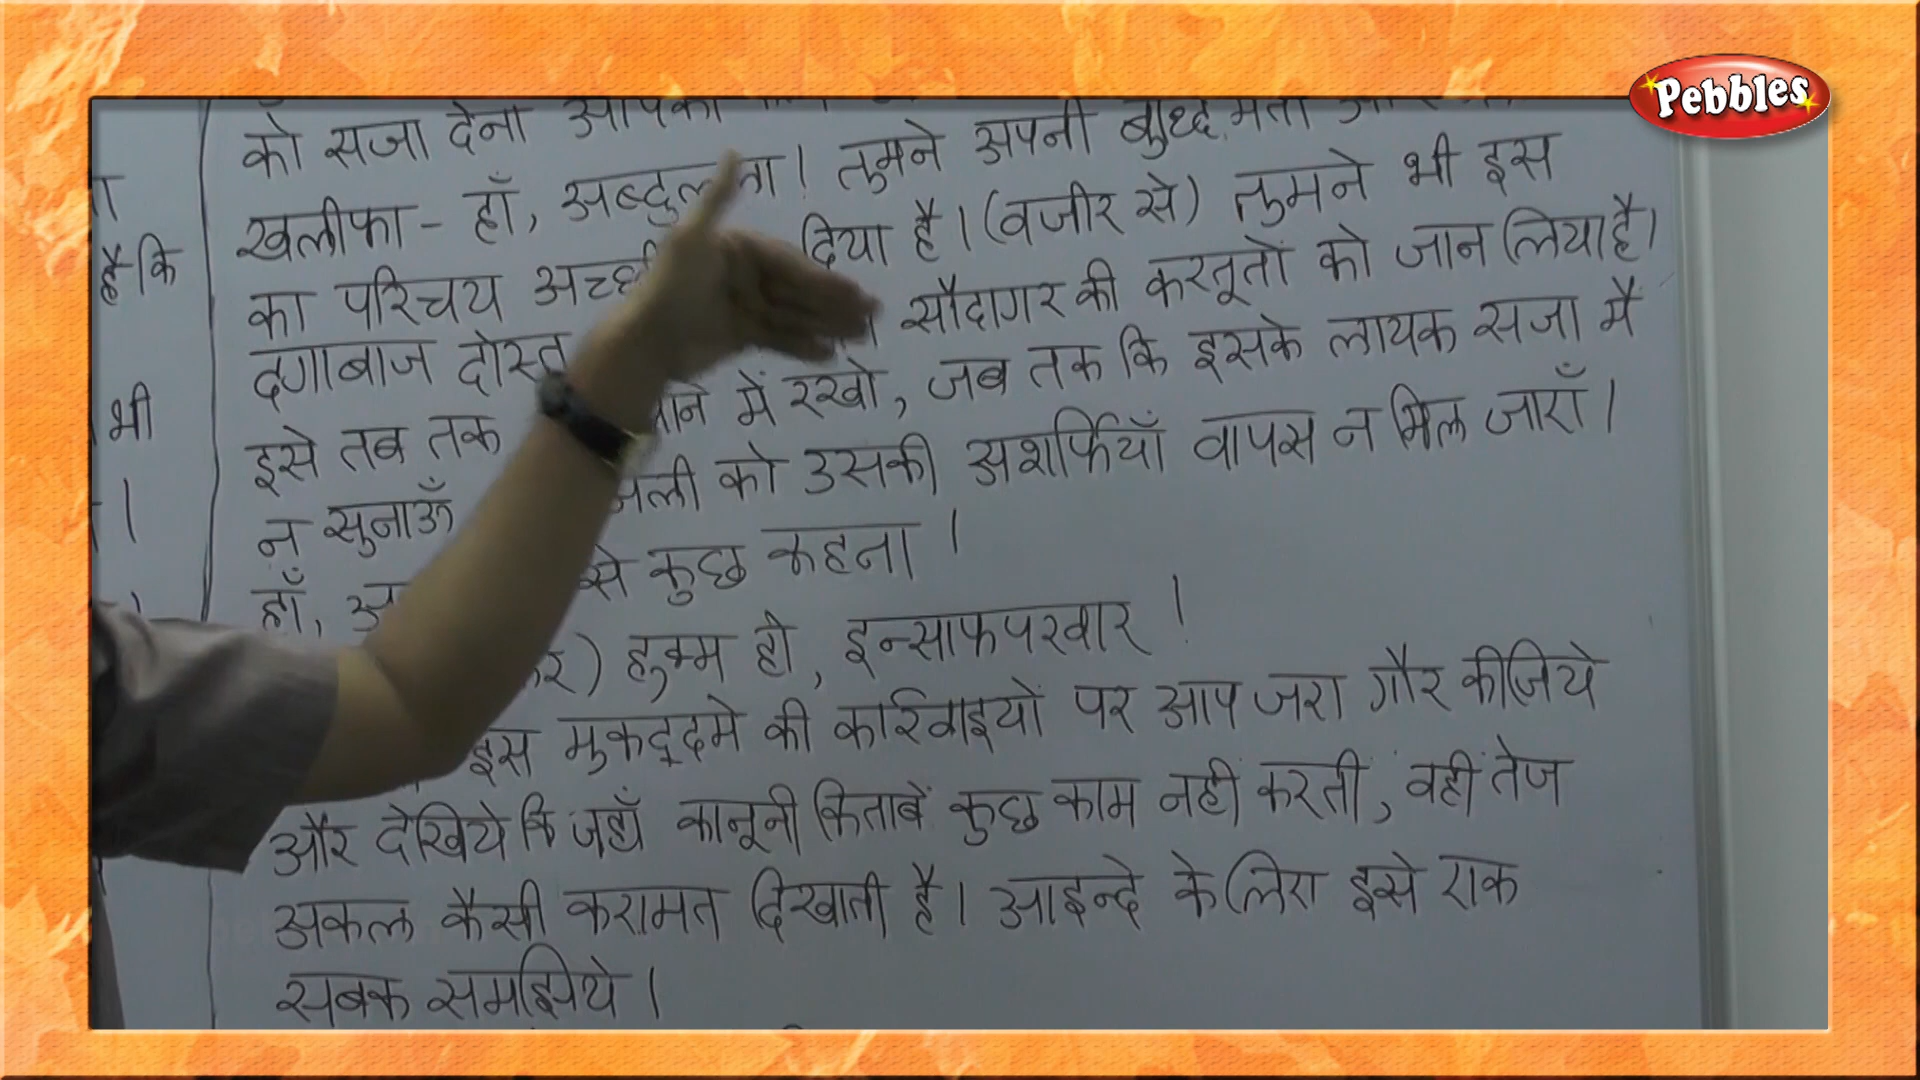 Pebbles
को सजा देना आपका
खलीफा - हाँ, अब्दुल्ला! तुमने अपनी
का परिचय अच्छी दिया है। (वजीर से) तुमने भी इस
दगाबाज दोस्त सौदागर की करतूतों को जान लिया है।
इसे तब तक में रखो, जब तक कि इसके लायक सजा मैं
न सुनाऊँ को उसकी अशर्फियाँ वापस न मिल जाएँ।
हाँ, से कुछ कहना।
) हुक्म हो, इन्साफपरवार!
इस मुकद्दमे की कार्रवाइयों पर आप जरा गौर कीजिये
और देखिये कि जहाँ कानूनी किताबें कुछ काम नहीं करती, वहीं तेज
अकल कैसी करामत दिखाती है। आइन्दे के लिए इसे एक
सबक समझिये।
है कि
भी